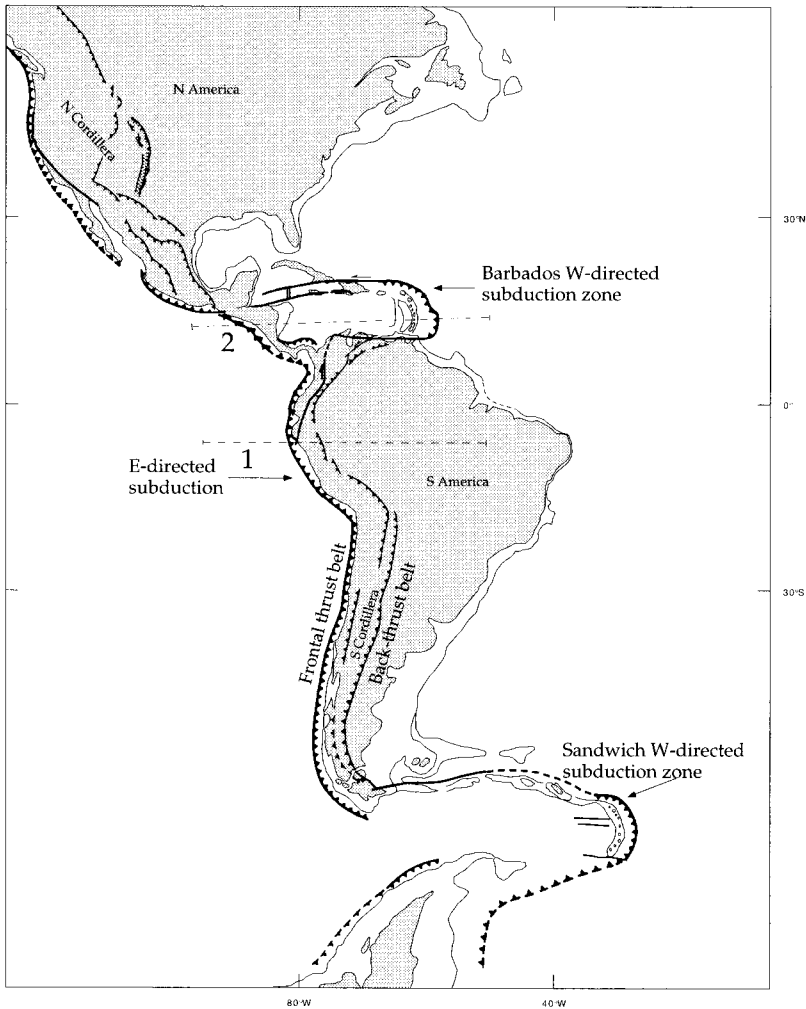 N America
N Cordillera
30°N
Barbados W-directed
subduction zone
2
0°
1
E-directed
subduction
S America
30°S
Frontal thrust belt
S Cordillera
Back-thrust belt
Sandwich W-directed
subduction zone
80°W
40°W